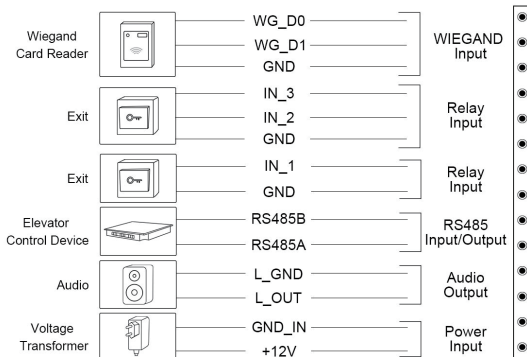 Wiegand
Card Reader
WG_D0
WG_D1
GND
WIEGAND
Input
Exit
IN_3
IN_2
GND
Relay
Input
Exit
IN_1
GND
Relay
Input
Elevator
Control Device
RS485B
RS485A
RS485
Input/Output
Audio
L_GND
L_OUT
Audio
Output
Voltage
Transformer
GND_IN
+12V
Power
Input